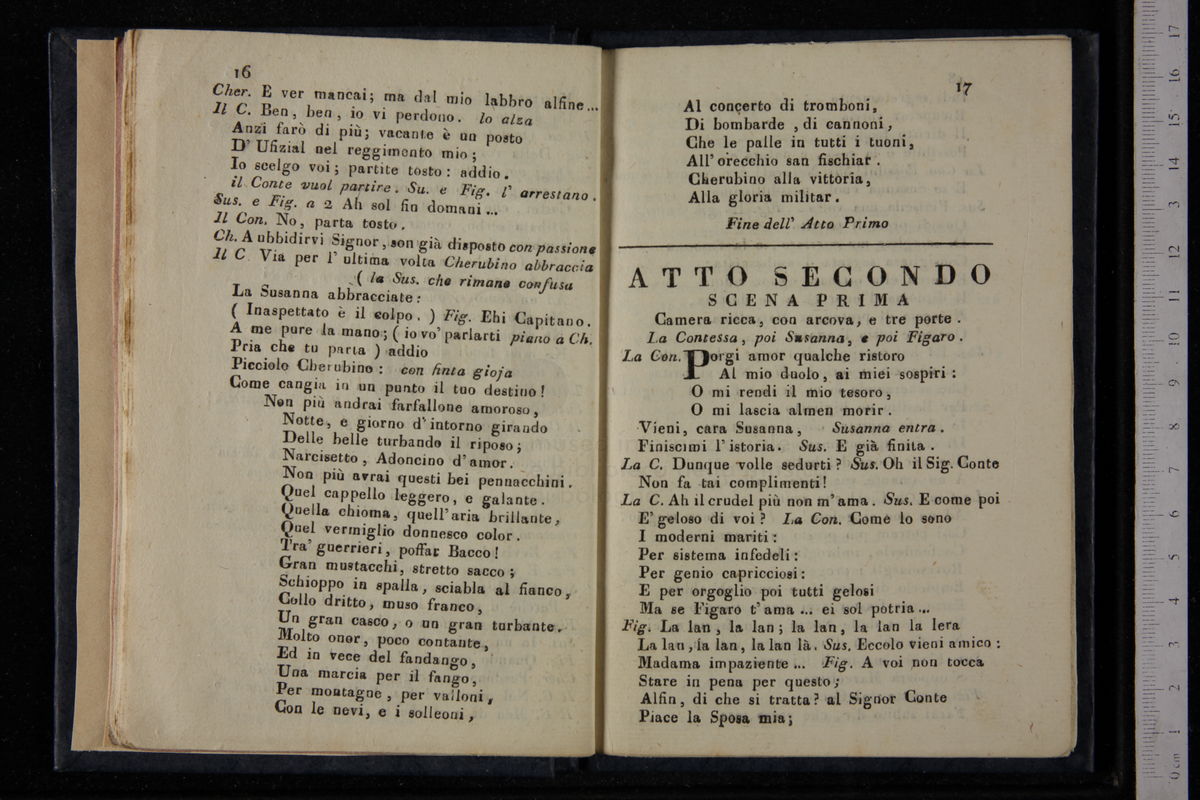 16
Cher. E ver mancai; ma dal mio labbro alfine...
Il C. Ben, ben, io vi perdono. lo alza
Anzi farò di più; vacante è un posto
D' Ufizial nel reggimento mio;
Io scelgo voi; partite tosto: addio.
il Conte vuol partire. Su. e Fig. l' arrestano.
Sus. e Fig. a 2 Ah sol fin domani...
Il Con. No, parta tosto.
Ch. A ubbidirvi Signor, son già disposto con passione
Il C. Via per l' ultima volta Cherubino abbraccia
( la Sus. che rimane confusa
La Susanna abbracciate:
( Inaspettato è il colpo. ) Fig. Ehi Capitano.
A me pure la mano; ( io vo' parlarti piano a Ch.
Pria che tu parta ) addio
Picciolo Cherubino: con finta gioja
Come cangia in un punto il tuo destino!
Non più andrai farfallone amoroso,
Notte, e giorno d' intorno girando
Delle belle turbando il riposo;
Narcisetto, Adoncino d' amor.
Non più avrai questi bei pennacchini.
Quel cappello leggero, e galante.
Quella chioma, quell' aria brillante,
Quel vermiglio donnesco color.
Tra' guerrieri, poffar Bacco!
Gran mustacchi, stretto sacco;
Schioppo in spalla, sciabla al fianco,
Collo dritto, muso franco,
Un gran casco, o un gran turbante.
Molto onor, poco contante,
Ed in vece del fandango,
Una marcia per il fango,
Per montagne, per valloni,
Con le nevi, e i solleoni,
17
Al concerto di tromboni,
Di bombarde, di cannoni,
Che le palle in tutti i tuoni,
All' orecchio san fischiar.
Cherubino alla vittoria,
Alla gloria militar.
Fine dell' Atto Primo
ATTO SECONDO
SCENA PRIMA
Camera ricca, con arcova, e tre porte.
La Contessa, poi Susanna, e poi Figaro.
La Con. Porgi amor qualche ristoro
Al mio duolo, ai miei sospiri:
O mi rendi il mio tesoro,
O mi lascia almen morir.
Vieni, cara Susanna, Susanna entra.
Finiscimi l' istoria. Sus. E già finita.
La C. Dunque volle sedurti? Sus. Oh il Sig. Conte
Non fa tai complimenti!
La C. Ah il crudel più non m' ama. Sus. E come poi
E' geloso di voi? La Con. Come lo sono
I moderni mariti:
Per sistema infedeli:
Per genio capricciosi:
E per orgoglio poi tutti gelosi
Ma se Figaro t' ama... ei sol potria...
Fig. La lan, la lan; la lan, la lan la lera
La lan, la lan, la lan là. Sus. Eccolo vieni amico:
Madama impaziente... Fig. A voi non tocca
Stare in pena per questo;
Alfin, di che si tratta? al Signor Conte
Piace la Sposa mia;
0 cm 1 2 3 4 5 6 7 8 9 10 11 12 13 14 15 16 17